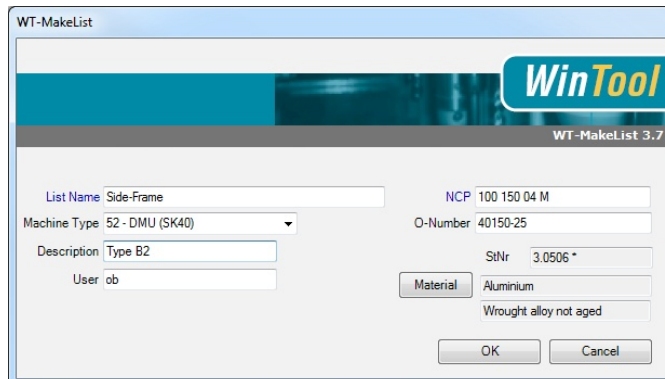 WT-MakeList
WinTool
WT-MakeList 3.7
List Name Side-Frame NCP 100 150 04 M
Machine Type 52 - DMU (SK40) O-Number 40150-25
Description Type B2 StNr 3.0506 *
User ob Material Aluminium
Wrought alloy not aged
OK Cancel